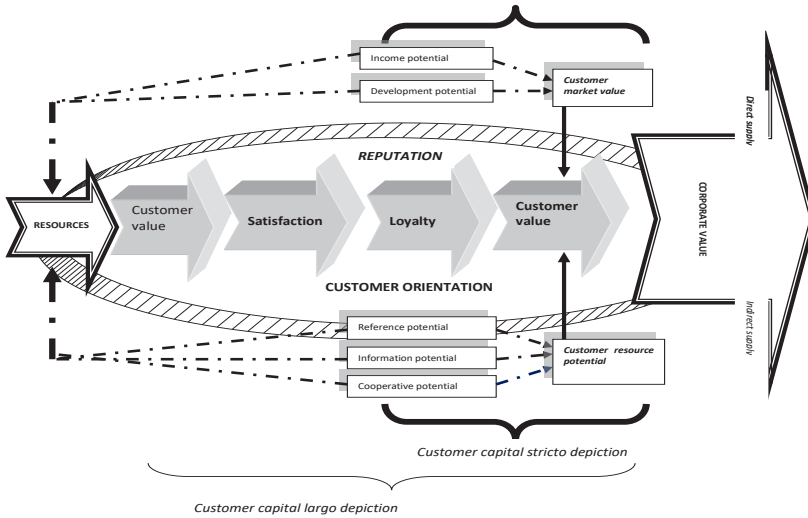 Income potential
Development potential
Customer
market value
Direct supply
REPUTATION
RESOURCES
Customer
value
Satisfaction
Loyalty
Customer
value
CORPORATE VALUE
CUSTOMER ORIENTATION
Indirect supply
Reference potential
Information potential
Cooperative potential
Customer resource
potential
Customer capital stricto depiction
Customer capital largo depiction